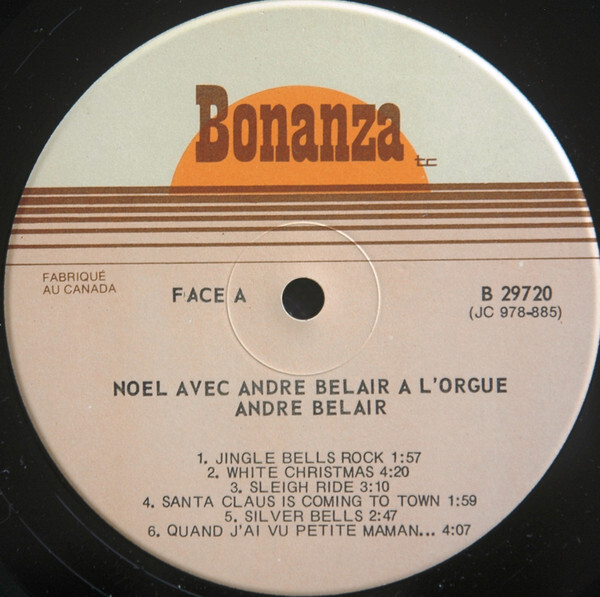 Bonanza tc
FABRIQUÉ
AU CANADA
FACE A
B 29720
(JC 978-885)
NOEL AVEC ANDRE BELAIR A L'ORGUE
ANDRE BELAIR
1. JINGLE BELLS ROCK 1:57
2. WHITE CHRISTMAS 4:20
3. SLEIGH RIDE 3:10
4. SANTA CLAUS IS COMING TO TOWN 1:59
5. SILVER BELLS 2:47
6. QUAND J'AI VU PETITE MAMAN... 4:07